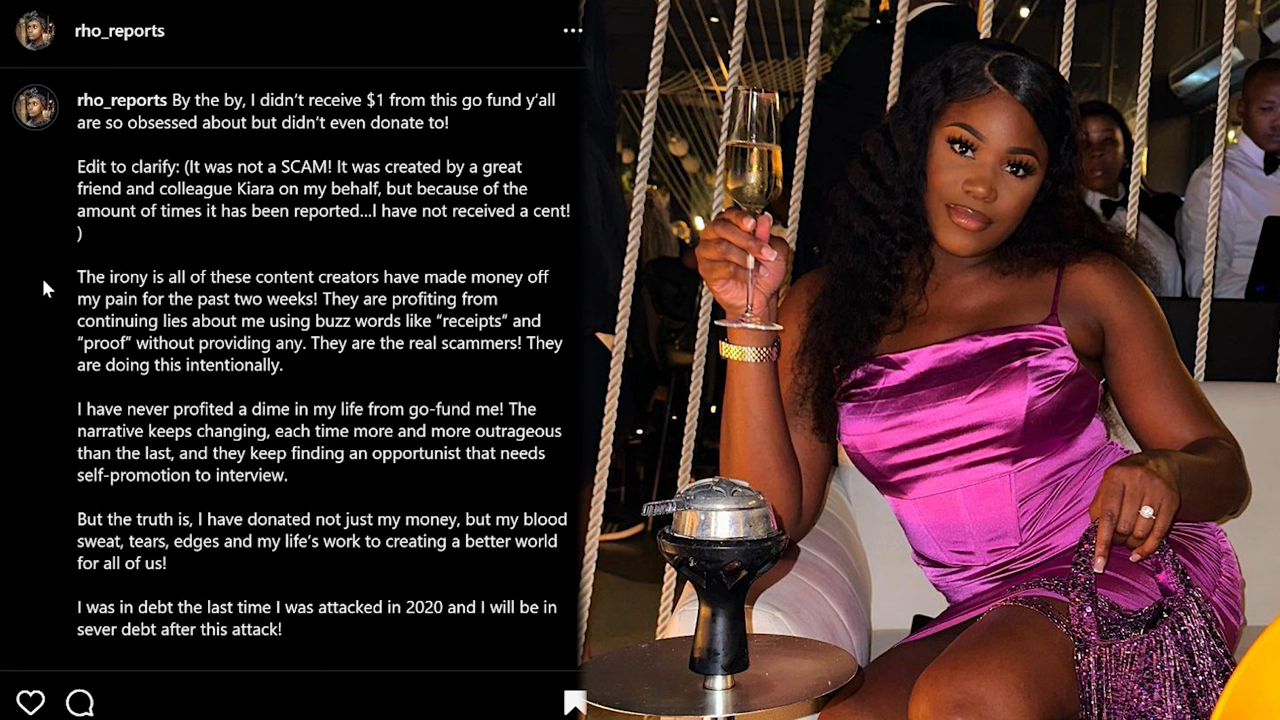 rho_reports
rho_reports By the by, I didn’t receive $1 from this go fund y’all
are so obsessed about but didn’t even donate to!
Edit to clarify: (It was not a SCAM! It was created by a great
friend and colleague Kiara on my behalf, but because of the
amount of times it has been reported...I have not received a cent!
)
The irony is all of these content creators have made money off
my pain for the past two weeks! They are profiting from
continuing lies about me using buzz words like “receipts” and
“proof” without providing any. They are the real scammers! They
are doing this intentionally.
I have never profited a dime in my life from go-fund me! The
narrative keeps changing, each time more and more outrageous
than the last, and they keep finding an opportunist that needs
self-promotion to interview.
But the truth is, I have donated not just my money, but my blood
sweat, tears, edges and my life’s work to creating a better world
for all of us!
I was in debt the last time I was attacked in 2020 and I will be in
sever debt after this attack!